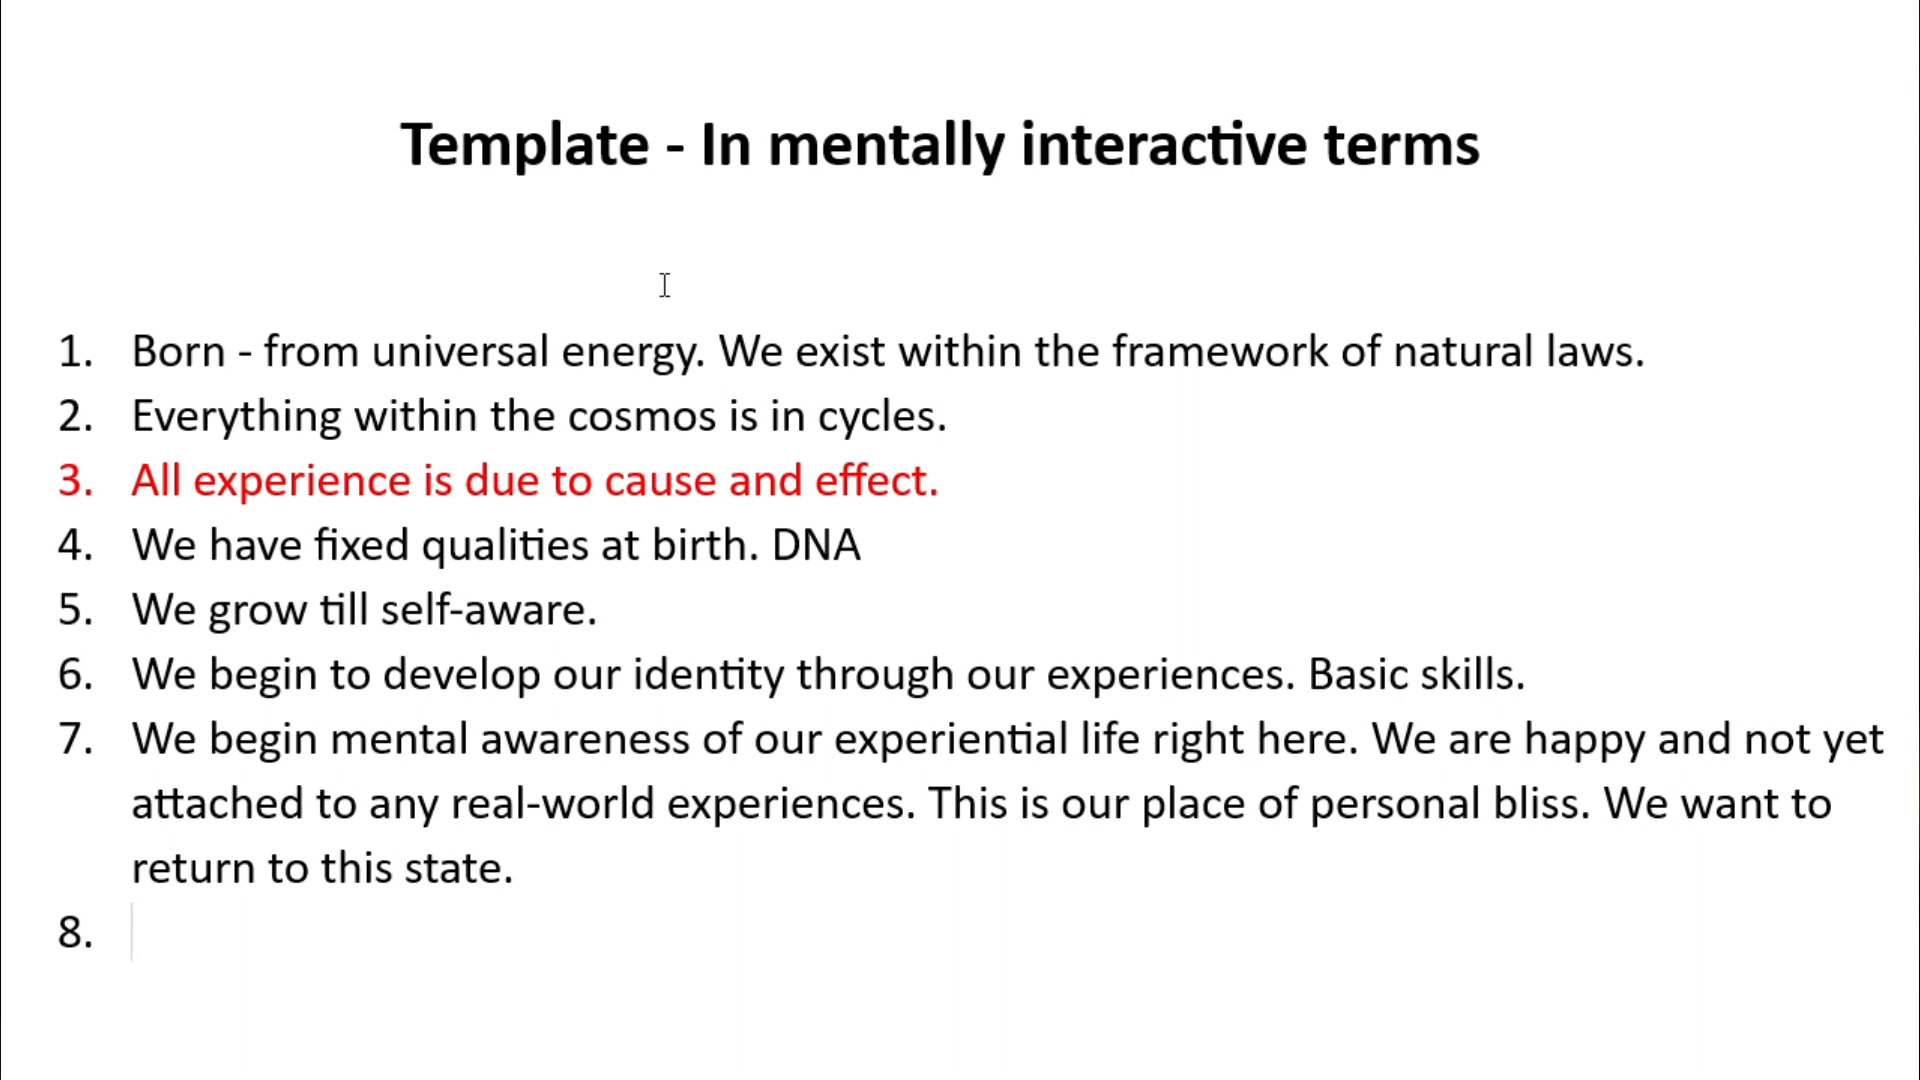 Template - In mentally interactive terms
1. Born - from universal energy. We exist within the framework of natural laws.
2. Everything within the cosmos is in cycles.
3. All experience is due to cause and effect.
4. We have fixed qualities at birth. DNA
5. We grow till self-aware.
6. We begin to develop our identity through our experiences. Basic skills.
7. We begin mental awareness of our experiential life right here. We are happy and not yet
attached to any real-world experiences. This is our place of personal bliss. We want to
return to this state.
8.